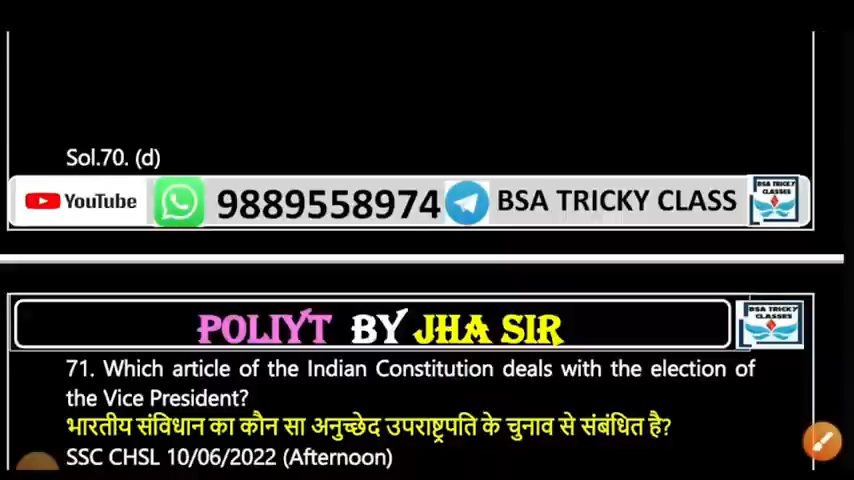 Sol.70. (d)
YouTube 9889558974 BSA TRICKY CLASS BSA TRICKY CLASSES
POLIYT BY JHA SIR BSA TRICKY CLASSES
71. Which article of the Indian Constitution deals with the election of
the Vice President?
भारतीय संविधान का कौन सा अनुच्छेद उपराष्ट्रपति के चुनाव से संबंधित है?
SSC CHSL 10/06/2022 (Afternoon)